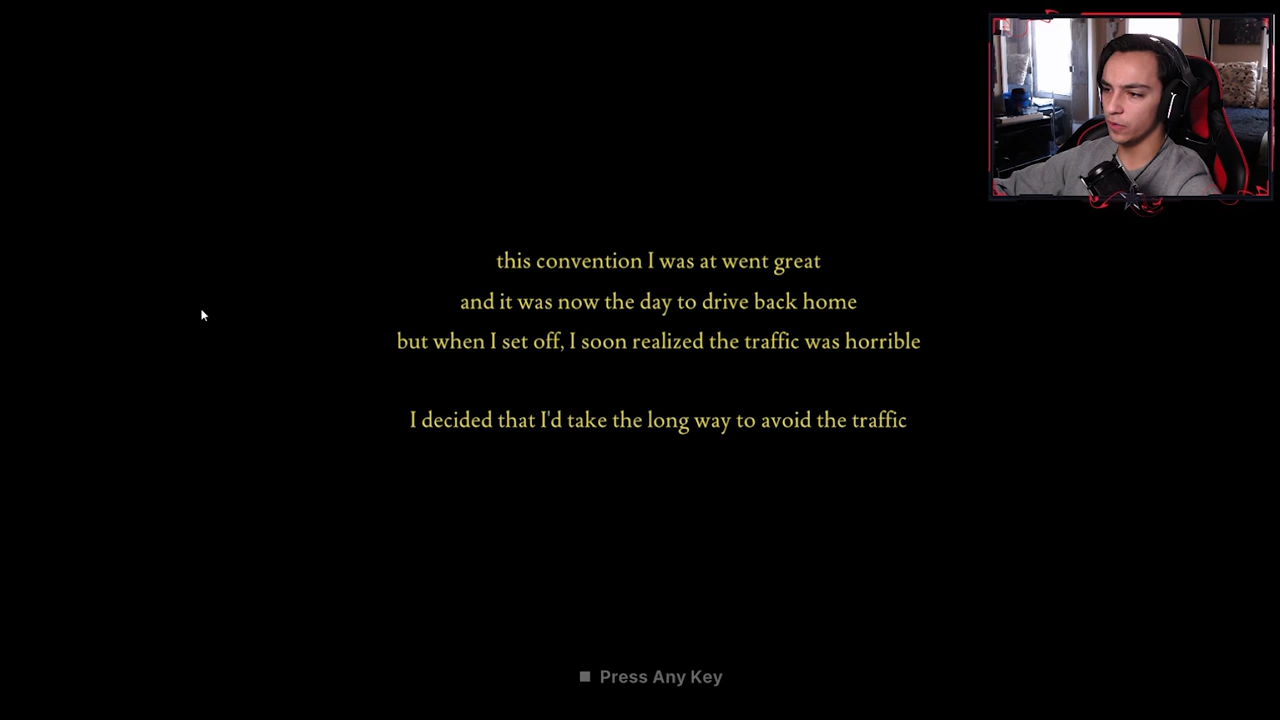 this convention I was at went great
and it was now the day to drive back home
but when I set off, I soon realized the traffic was horrible
I decided that I'd take the long way to avoid the traffic
Press Any Key